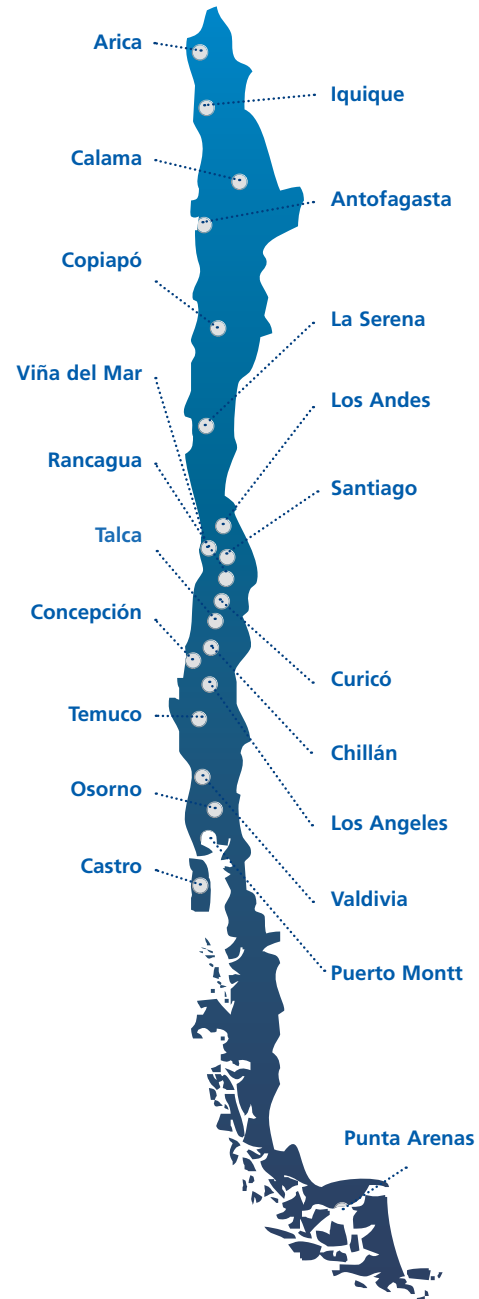 Arica
Iquique
Calama
Antofagasta
Copiapó
La Serena
Viña del Mar
Los Andes
Rancagua
Santiago
Talca
Concepción
Curicó
Temuco
Chillán
Osorno
Los Angeles
Castro
Valdivia
Puerto Montt
Punta Arenas